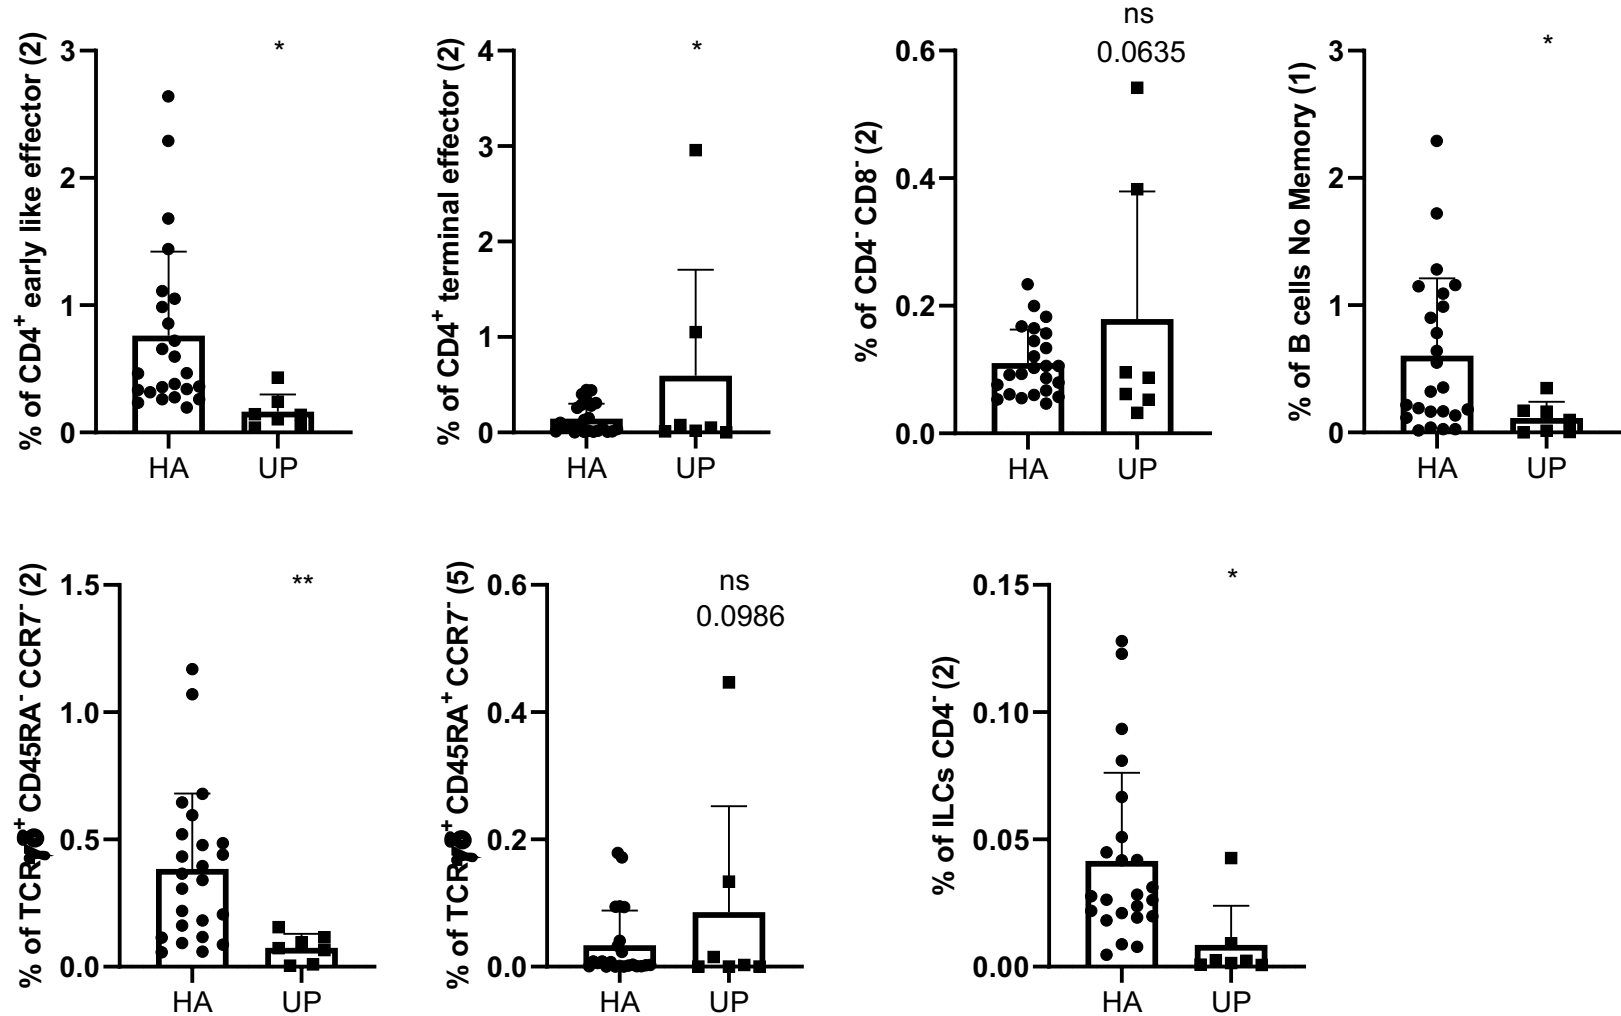 % of CD4+ early like effector (2)
3
2
1
0
*
HA UP
% of CD4+ terminal effector (2)
4
3
2
1
0
*
HA UP
% of CD4- CD8- (2)
0.6
0.4
0.2
0.0
ns
0.0635
HA UP
% of B cells No Memory (1)
3
2
1
0
*
HA UP
% of TCRγδ+ CD45RA- CCR7- (2)
1.5
1.0
0.5
0.0
**
HA UP
% of TCRγδ+ CD45RA+ CCR7- (5)
0.6
0.4
0.2
0.0
ns
0.0986
HA UP
% of ILCs CD4- (2)
0.15
0.10
0.05
0.00
*
HA UP